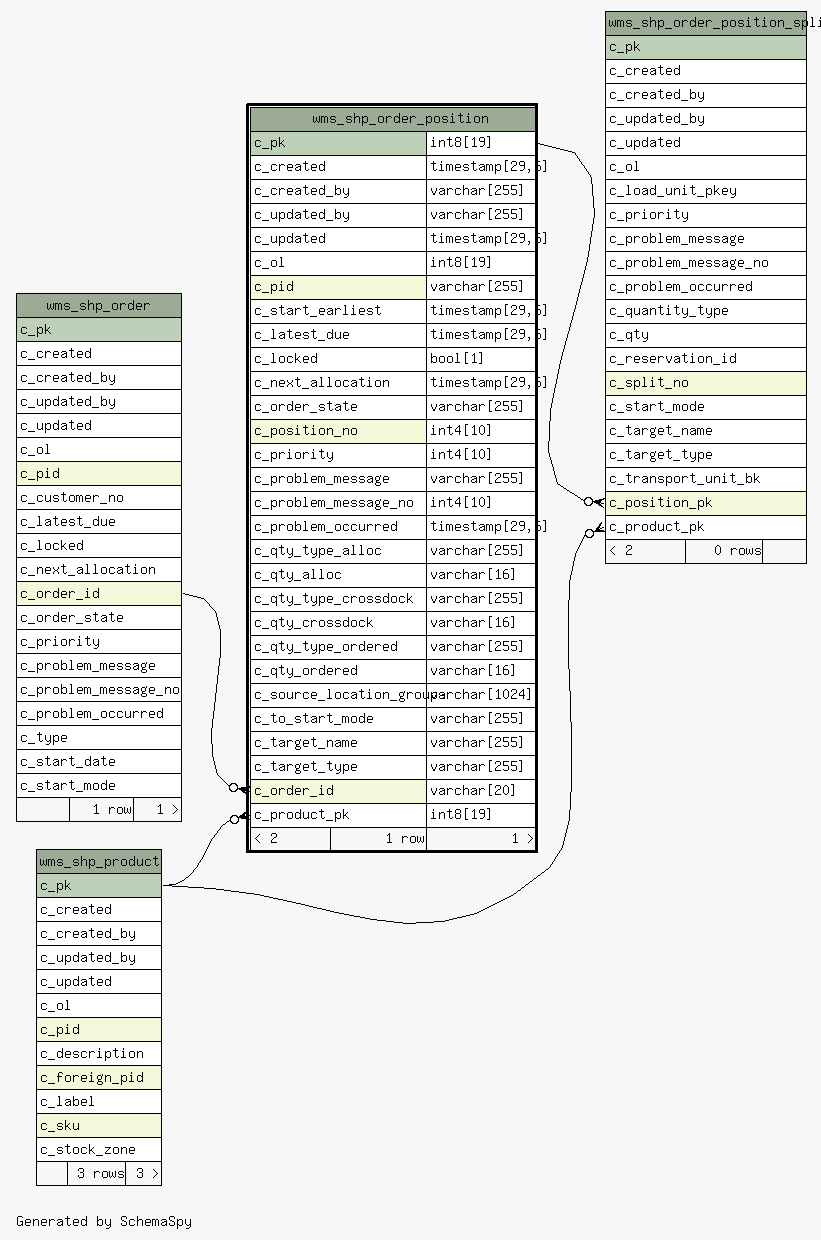 wms_shp_order_position_spli
c_pk
c_created
c_created_by
c_updated_by
c_updated
c_ol
c_load_unit_pkey
c_priority
c_problem_message
c_problem_message_no
c_problem_occurred
c_quantity_type
c_qty
c_reservation_id
c_split_no
c_start_mode
c_target_name
c_target_type
c_transport_unit_bk
c_position_pk
c_product_pk
< 2 0 rows
wms_shp_order_position
c_pk int8[19]
c_created timestamp[29,6]
c_created_by varchar[255]
c_updated_by varchar[255]
c_updated timestamp[29,6]
c_ol int8[19]
c_pid varchar[255]
c_start_earliest timestamp[29,6]
c_latest_due timestamp[29,6]
c_locked bool[1]
c_next_allocation timestamp[29,6]
c_order_state varchar[255]
c_position_no int4[10]
c_priority int4[10]
c_problem_message varchar[255]
c_problem_message_no int4[10]
c_problem_occurred timestamp[29,6]
c_qty_type_alloc varchar[255]
c_qty_alloc varchar[16]
c_qty_type_crossdock varchar[255]
c_qty_crossdock varchar[16]
c_qty_type_ordered varchar[255]
c_qty_ordered varchar[16]
c_source_location_groups varchar[1024]
c_to_start_mode varchar[255]
c_target_name varchar[255]
c_target_type varchar[255]
c_order_id varchar[20]
c_product_pk int8[19]
< 2 1 row 1 >
wms_shp_order
c_pk
c_created
c_created_by
c_updated_by
c_updated
c_ol
c_pid
c_customer_no
c_latest_due
c_locked
c_next_allocation
c_order_id
c_order_state
c_priority
c_problem_message
c_problem_message_no
c_problem_occurred
c_type
c_start_date
c_start_mode
1 row 1 >
wms_shp_product
c_pk
c_created
c_created_by
c_updated_by
c_updated
c_ol
c_pid
c_description
c_foreign_pid
c_label
c_sku
c_stock_zone
3 rows 3 >
Generated by SchemaSpy